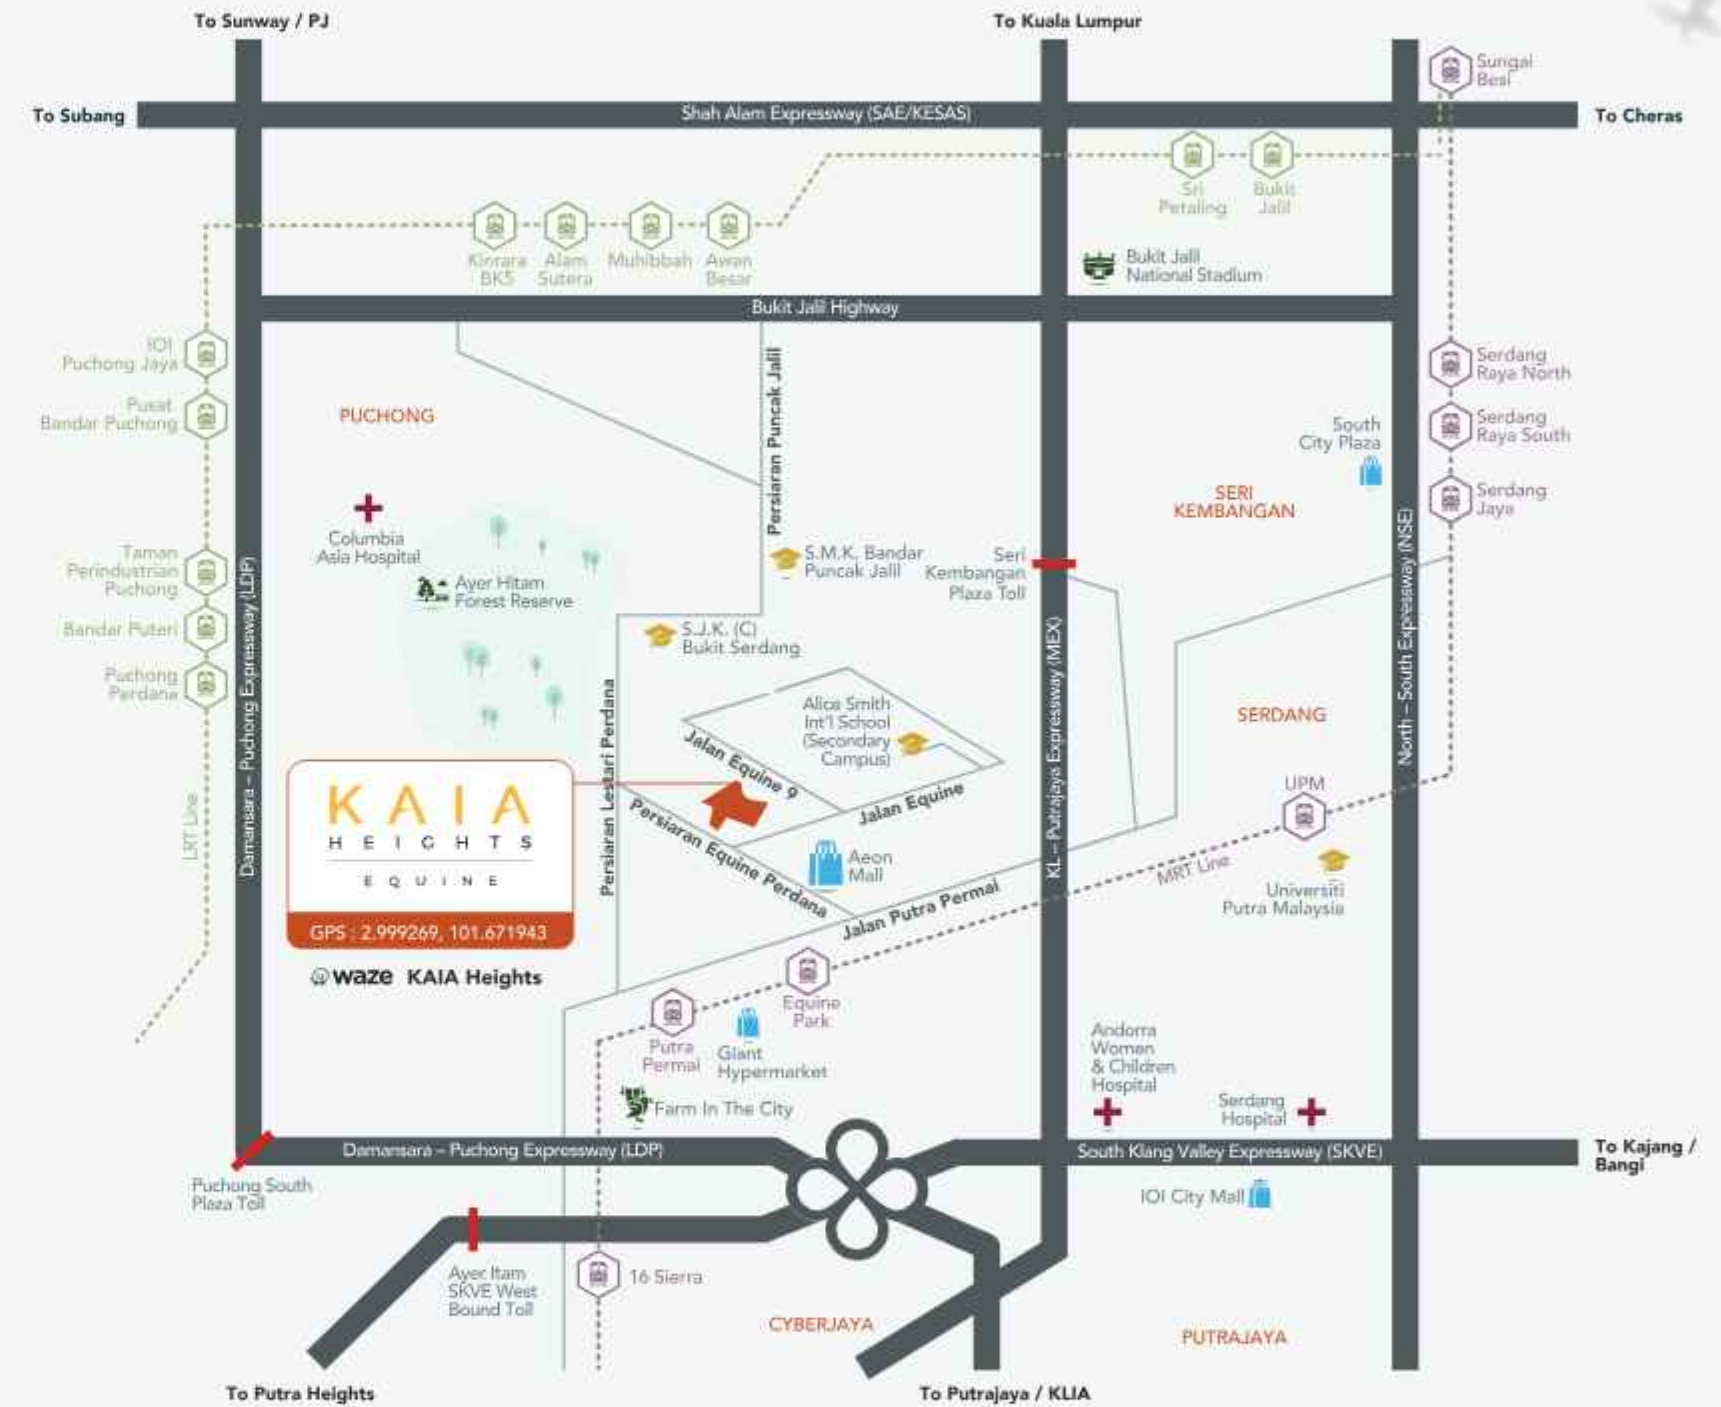 To Sunway / PJ
To Kuala Lumpur
Sungai
Besi
To Subang
Shah Alam Expressway (SAE/KESAS)
To Cheras
Sri
Petaling
Bukit
Jalil
Kinrara
BK5
Alam
Sutera
Muhibbah
Awan
Besar
Bukit Jalil
National Stadium
Bukit Jalil Highway
IOI
Puchong Jaya
Pusat
Bandar Puchong
PUCHONG
Persiaran Puncak Jalil
Serdang
Raya North
Serdang
Raya South
South
City Plaza
SERI
KEMBANGAN
Serdang
Jaya
Columbia
Asia Hospital
Ayer Hitam
Forest Reserve
S.M.K. Bandar
Puncak Jalil
Seri
Kembangan
Plaza Toll
Taman
Perindustrian
Puchong
Bandar Puteri
Puchong
Perdana
Damansara – Puchong Expressway (LDP)
S.J.K. (C)
Bukit Serdang
North – South Expressway (NSE)
KL – Putrajaya Expressway (MEX)
SERDANG
Persiaran Lestari Perdana
Alice Smith
Int'l School
(Secondary
Campus)
Jalan Equine 9
Jalan Equine
Persiaran Equine Perdana
Aeon
Mall
Jalan Putra Permai
UPM
MRT Line
Universiti
Putra Malaysia
LRT Line
KAIA
HEIGHTS
EQUINE
GPS : 2.999269, 101.671943
waze KAIA Heights
Equine
Park
Putra
Permai
Giant
Hypermarket
Farm In The City
Andorra
Women
& Children
Hospital
Serdang
Hospital
Damansara – Puchong Expressway (LDP)
South Klang Valley Expressway (SKVE)
To Kajang /
Bangi
Puchong South
Plaza Toll
IOI City Mall
Ayer Itam
SKVE West
Bound Toll
16 Sierra
CYBERJAYA
PUTRAJAYA
To Putra Heights
To Putrajaya / KLIA